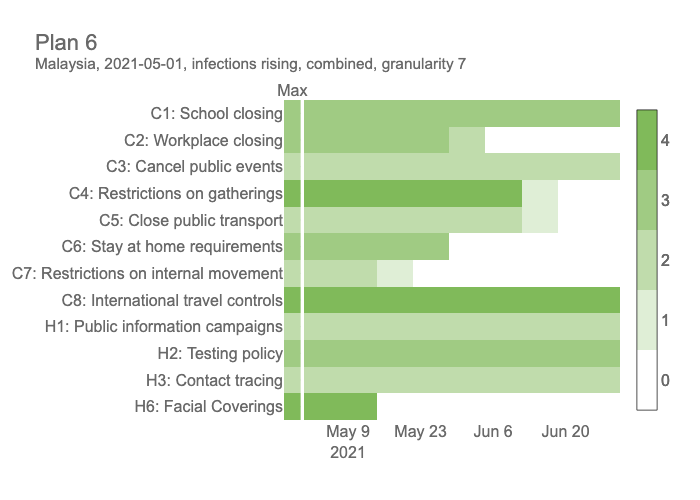 Plan 6
Malaysia, 2021-05-01, infections rising, combined, granularity 7
Max
C1: School closing
C2: Workplace closing
C3: Cancel public events
C4: Restrictions on gatherings
C5: Close public transport
C6: Stay at home requirements
C7: Restrictions on internal movement
C8: International travel controls
H1: Public information campaigns
H2: Testing policy
H3: Contact tracing
H6: Facial Coverings
May 9 May 23 Jun 6 Jun 20
2021
4
3
2
1
0